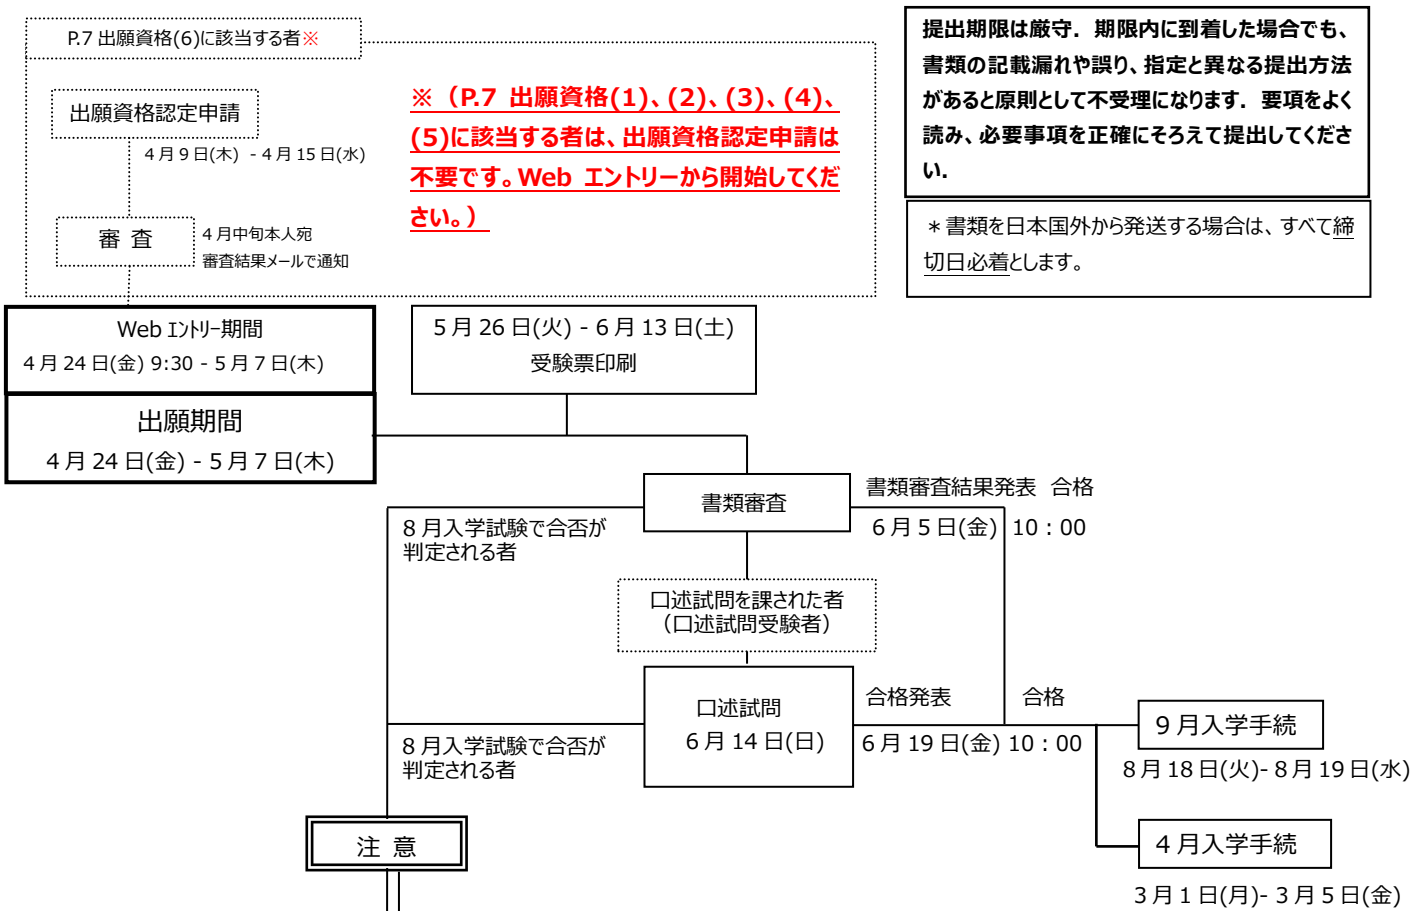 P.7 出願資格(6)に該当する者※
出願資格認定申請
4月9日(木) - 4月15日(水)
審 査
4月中旬本人宛
審査結果メールで通知
※（P.7 出願資格(1)、(2)、(3)、(4)、
(5)に該当する者は、出願資格認定申請は
不要です。Web エントリーから開始してくだ
さい。）
提出期限は厳守．期限内に到着した場合でも、
書類の記載漏れや誤り、指定と異なる提出方法
があると原則として不受理になります．要項をよく
読み、必要事項を正確にそろえて提出してくださ
い．
＊書類を日本国外から発送する場合は、すべて締
切日必着とします。
Web エントリー期間
4月24日(金) 9:30 - 5月7日(木)
出願期間
4月24日(金) - 5月7日(木)
5月26日(火) - 6月13日(土)
受験票印刷
書類審査
書類審査結果発表 合格
6月5日(金) 10：00
8月入学試験で合否が
判定される者
口述試問を課された者
（口述試問受験者）
口述試問
6月14日(日)
合格発表 合格
6月19日(金) 10：00
8月入学試験で合否が
判定される者
9月入学手続
8月18日(火)- 8月19日(水)
4月入学手続
3月1日(月)- 3月5日(金)
注 意